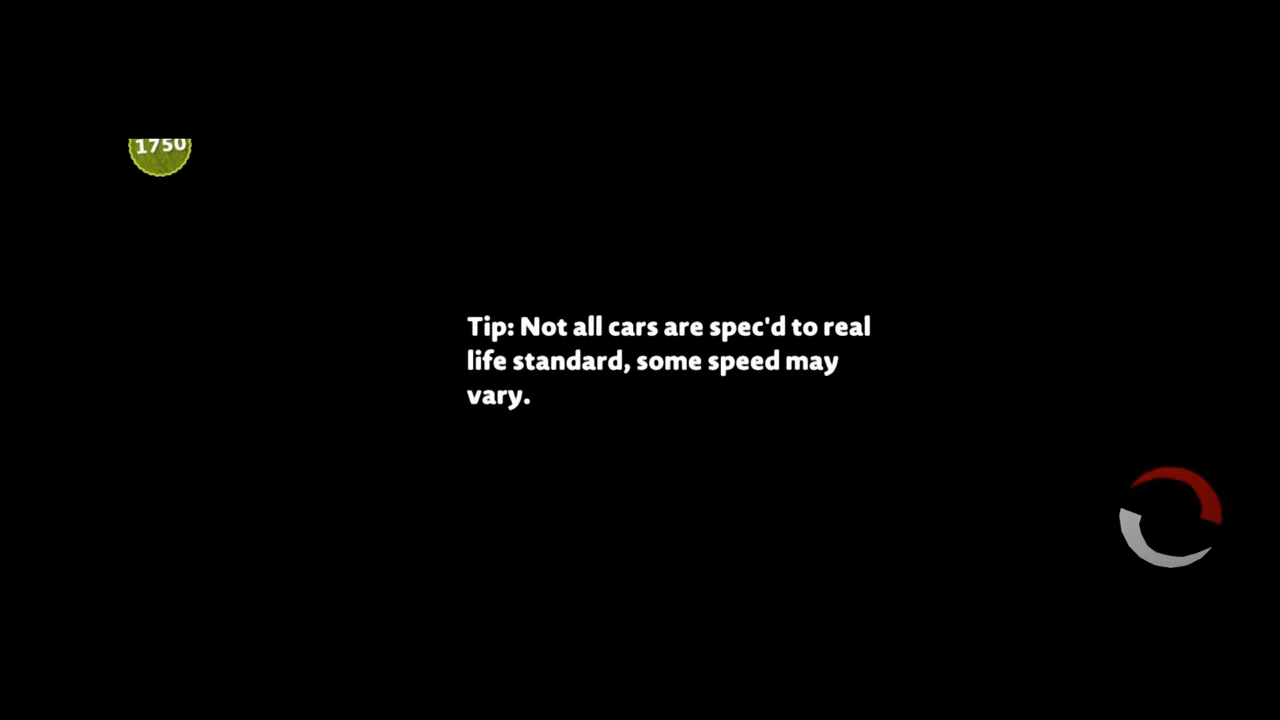 1750
Tip: Not all cars are spec'd to real
life standard, some speed may
vary.